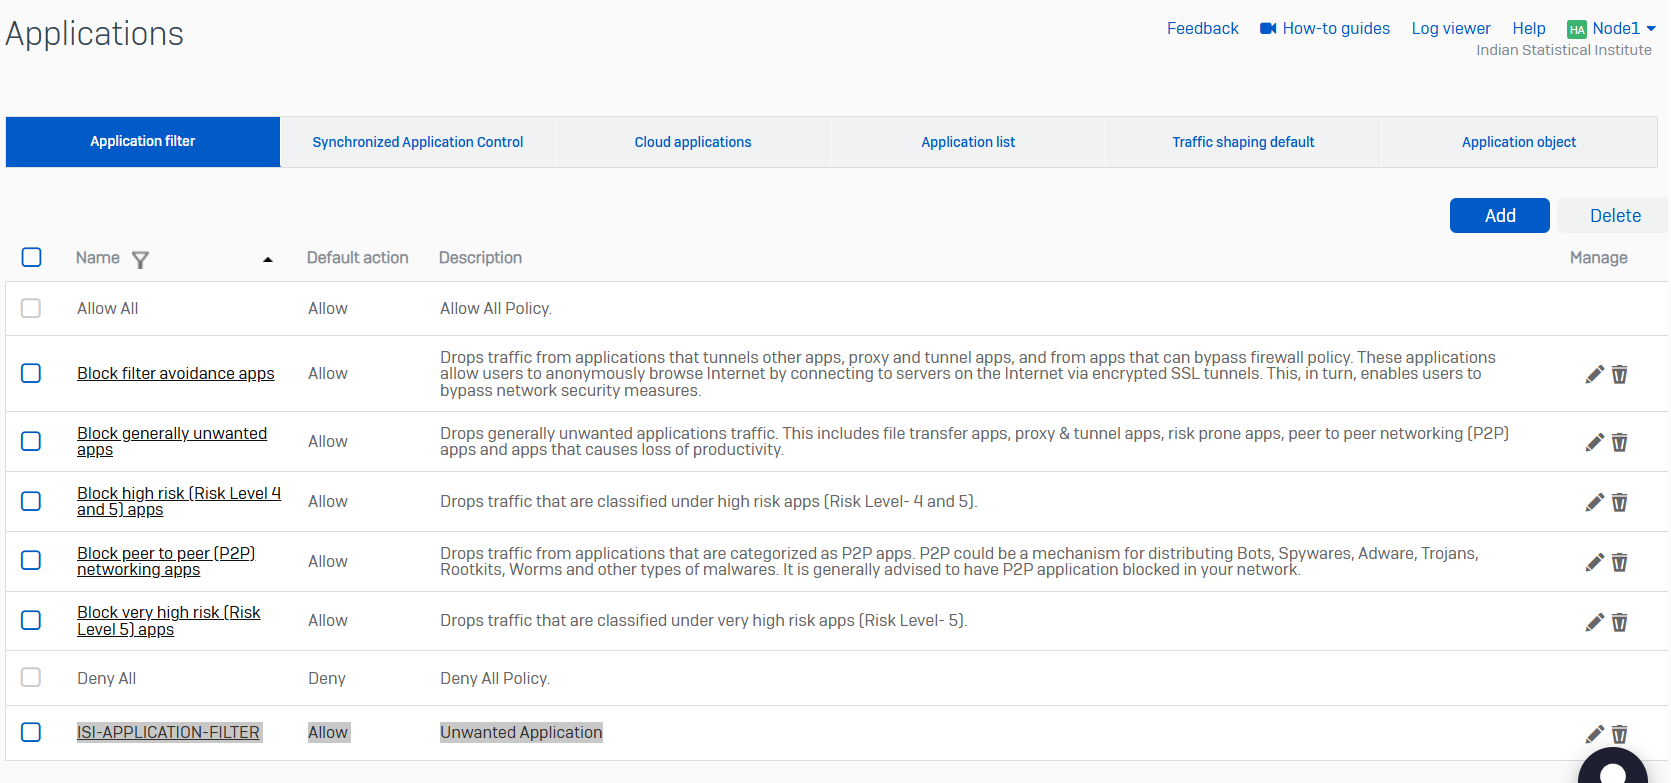 Applications
Feedback How-to guides Log viewer Help HA Node1
Indian Statistical Institute
Application filter Synchronized Application Control Cloud applications Application list Traffic shaping default Application object
Add Delete
Name Default action Description Manage
Allow All Allow Allow All Policy.
Block filter avoidance apps Allow Drops traffic from applications that tunnels other apps, proxy and tunnel apps, and from apps that can bypass firewall policy. These applications
allow users to anonymously browse Internet by connecting to servers on the Internet via encrypted SSL tunnels. This, in turn, enables users to
bypass network security measures.
Block generally unwanted
apps Allow Drops generally unwanted applications traffic. This includes file transfer apps, proxy & tunnel apps, risk prone apps, peer to peer networking (P2P)
apps and apps that causes loss of productivity.
Block high risk (Risk Level 4
and 5) apps Allow Drops traffic that are classified under high risk apps (Risk Level- 4 and 5).
Block peer to peer (P2P)
networking apps Allow Drops traffic from applications that are categorized as P2P apps. P2P could be a mechanism for distributing Bots, Spywares, Adware, Trojans,
Rootkits, Worms and other types of malwares. It is generally advised to have P2P application blocked in your network.
Block very high risk (Risk
Level 5) apps Allow Drops traffic that are classified under very high risk apps (Risk Level- 5).
Deny All Deny Deny All Policy.
ISI-APPLICATION-FILTER Allow Unwanted Application